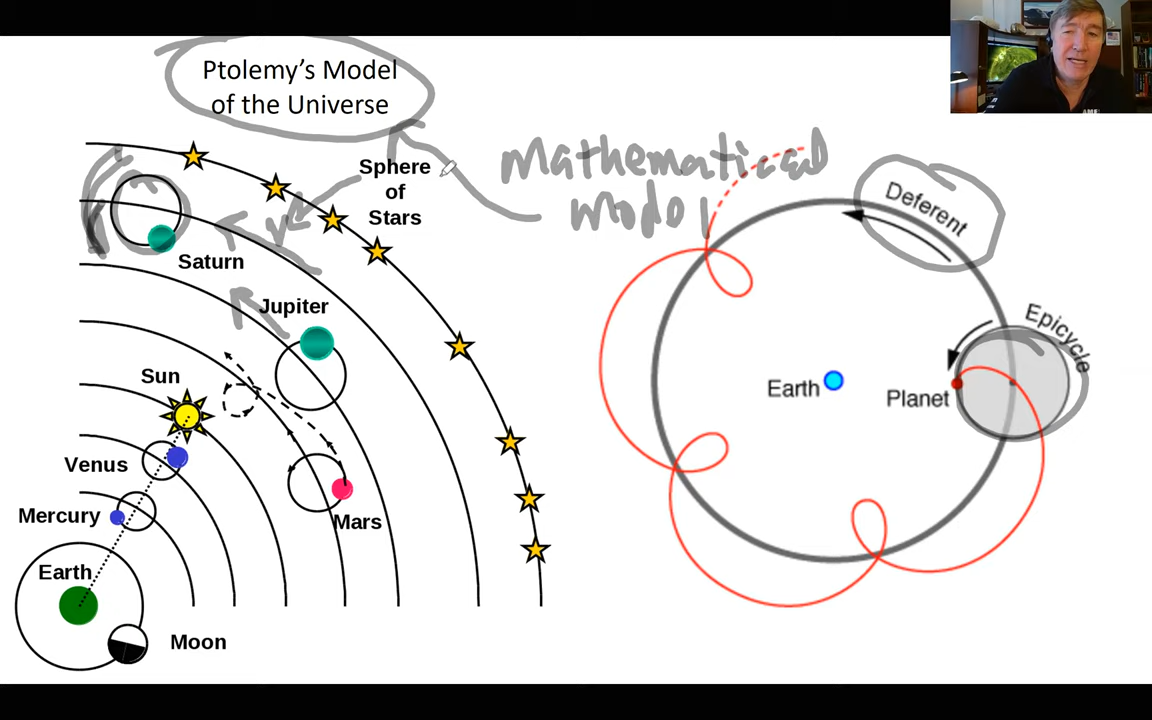 Ptolemy's Model
of the Universe
Sphere
of
Stars
Mathematical
Model
Deferent
Saturn
Jupiter
Epicycle
Sun
Earth
Planet
Venus
Mercury
Mars
Earth
Moon